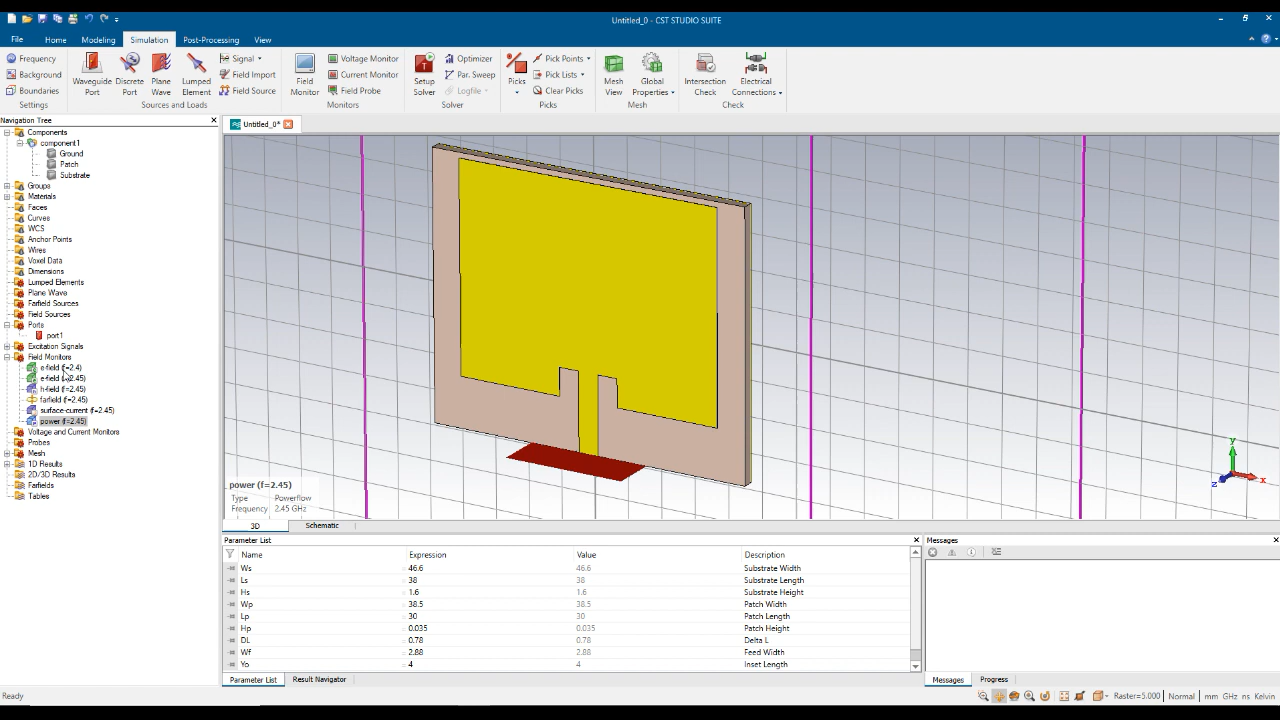 Untitled_0 - CST STUDIO SUITE
File Home Modeling Simulation Post-Processing View
Frequency
Background
Boundaries
Settings
Waveguide Port
Discrete Port
Plane Wave
Lumped Element
Signal
Field Import
Field Source
Sources and Loads
Field Monitor
Voltage Monitor
Current Monitor
Field Probe
Monitors
Setup Solver
Optimizer
Par. Sweep
Logfile
Solver
Picks
Pick Points
Pick Lists
Clear Picks
Picks
Mesh View
Global Properties
Mesh
Intersection Check
Electrical Connections
Check
Navigation Tree
Components
component1
Ground
Patch
Substrate
Groups
Materials
Faces
Curves
WCS
Anchor Points
Wires
Voxel Data
Dimensions
Lumped Elements
Plane Wave
Farfield Sources
Field Sources
Ports
port1
Excitation Signals
Field Monitors
e-field (f=2.4)
e-field (f=2.45)
h-field (f=2.45)
farfield (f=2.45)
surface-current (f=2.45)
power (f=2.45)
Voltage and Current Monitors
Probes
Mesh
1D Results
2D/3D Results
Farfields
Tables
Untitled_0*
power (f=2.45)
Type Powerflow
Frequency 2.45 GHz
y
z
x
3D Schematic
Parameter List
Name Expression Value Description
Ws = 46.6 46.6 Substrate Width
Ls = 38 38 Substrate Length
Hs = 1.6 1.6 Substrate Height
Wp = 38.5 38.5 Patch Width
Lp = 30 30 Patch Length
Hp = 0.035 0.035 Patch Height
DL = 0.78 0.78 Delta L
Wf = 2.88 2.88 Feed Width
Yo = 4 4 Inset Length
Parameter List Result Navigator
Messages
Messages Progress
Ready
Raster=5.000 Normal mm GHz ns Kelvin